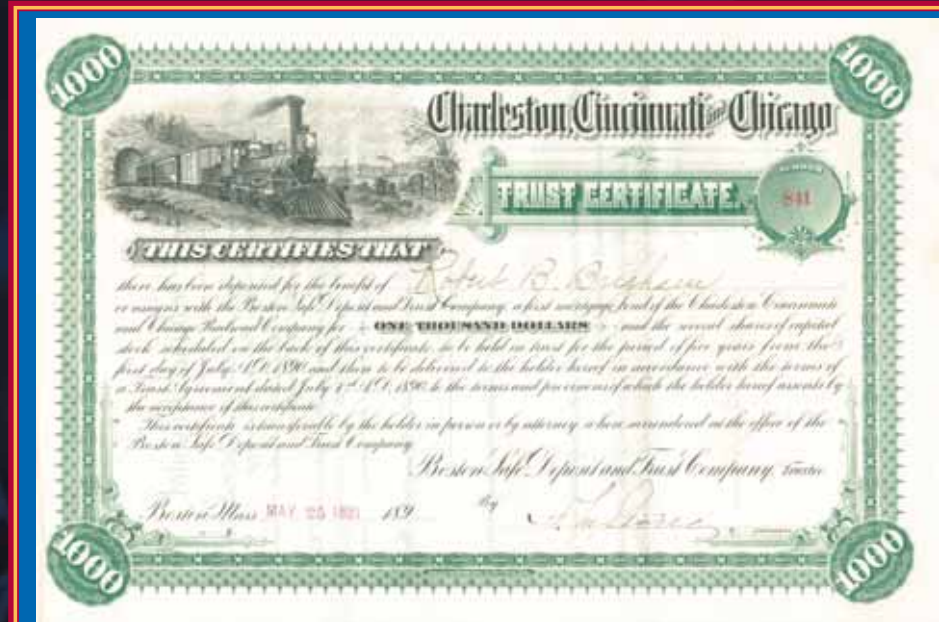 1000
1000
Charleston, Cincinnati and Chicago
TRUST CERTIFICATE.
NUMBER
841
THIS CERTIFIES THAT
there has been deposited for the benefit of Robert B.
or assigns with the Boston Safe Deposit and Trust Company, a first mortgage bond of the Charleston Cincinnati
and Chicago Railroad Company for ONE THOUSAND DOLLARS and the several shares of capital
stock scheduled on the back of this certificate to be held in trust for the period of five years from the
first day of July, A.D. 1890 and then to be delivered to the holder hereof in accordance with the terms of
a Trust Agreement dated July 1st A.D. 1890 to the terms and provisions of which the holder hereof assents by
the acceptance of this certificate
This certificate is transferable by the holder in person or by attorney when surrendered at the office of the
Boston Safe Deposit and Trust Company.
Boston Safe Deposit and Trust Company, Trustee
Boston Mass MAY 25 1891 189
By
1000
1000